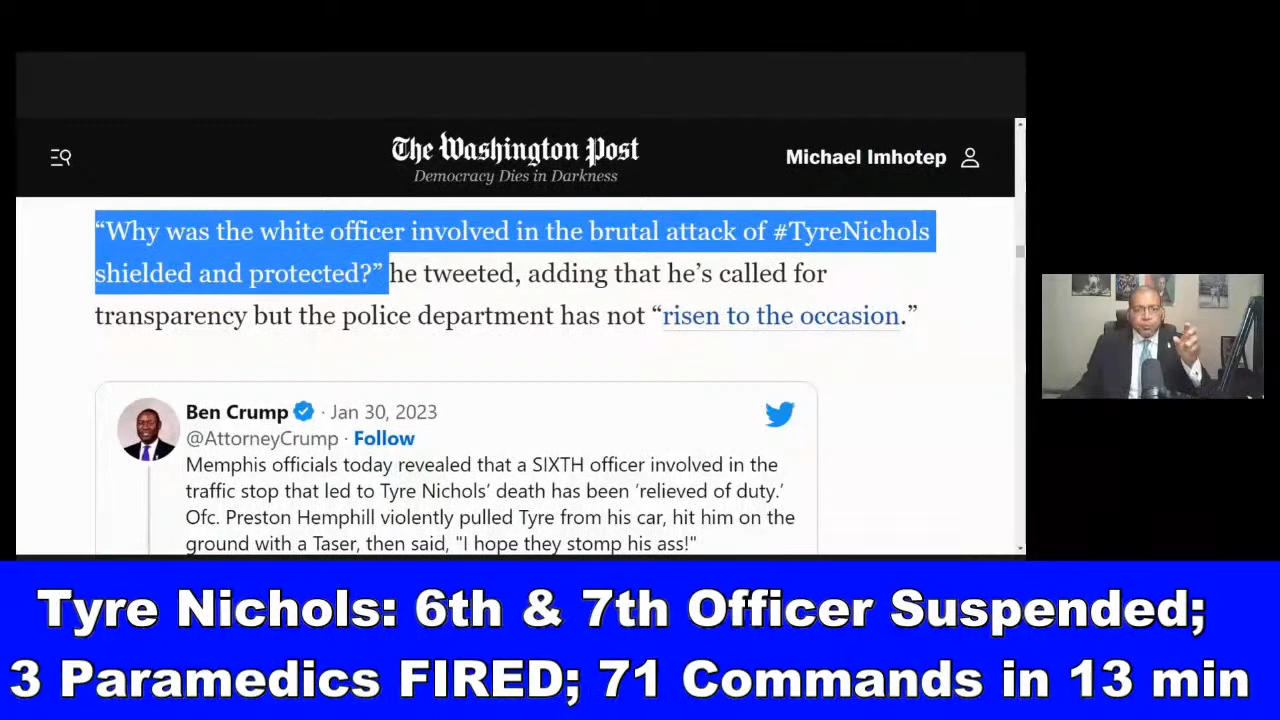 The Washington Post
Democracy Dies in Darkness
Michael Imhotep
“Why was the white officer involved in the brutal attack of #TyreNichols
shielded and protected?” he tweeted, adding that he’s called for
transparency but the police department has not “risen to the occasion.”
Ben Crump · Jan 30, 2023
@AttorneyCrump · Follow
Memphis officials today revealed that a SIXTH officer involved in the
traffic stop that led to Tyre Nichols’ death has been ‘relieved of duty.’
Ofc. Preston Hemphill violently pulled Tyre from his car, hit him on the
ground with a Taser, then said, "I hope they stomp his ass!"
Tyre Nichols: 6th & 7th Officer Suspended;
3 Paramedics FIRED; 71 Commands in 13 min